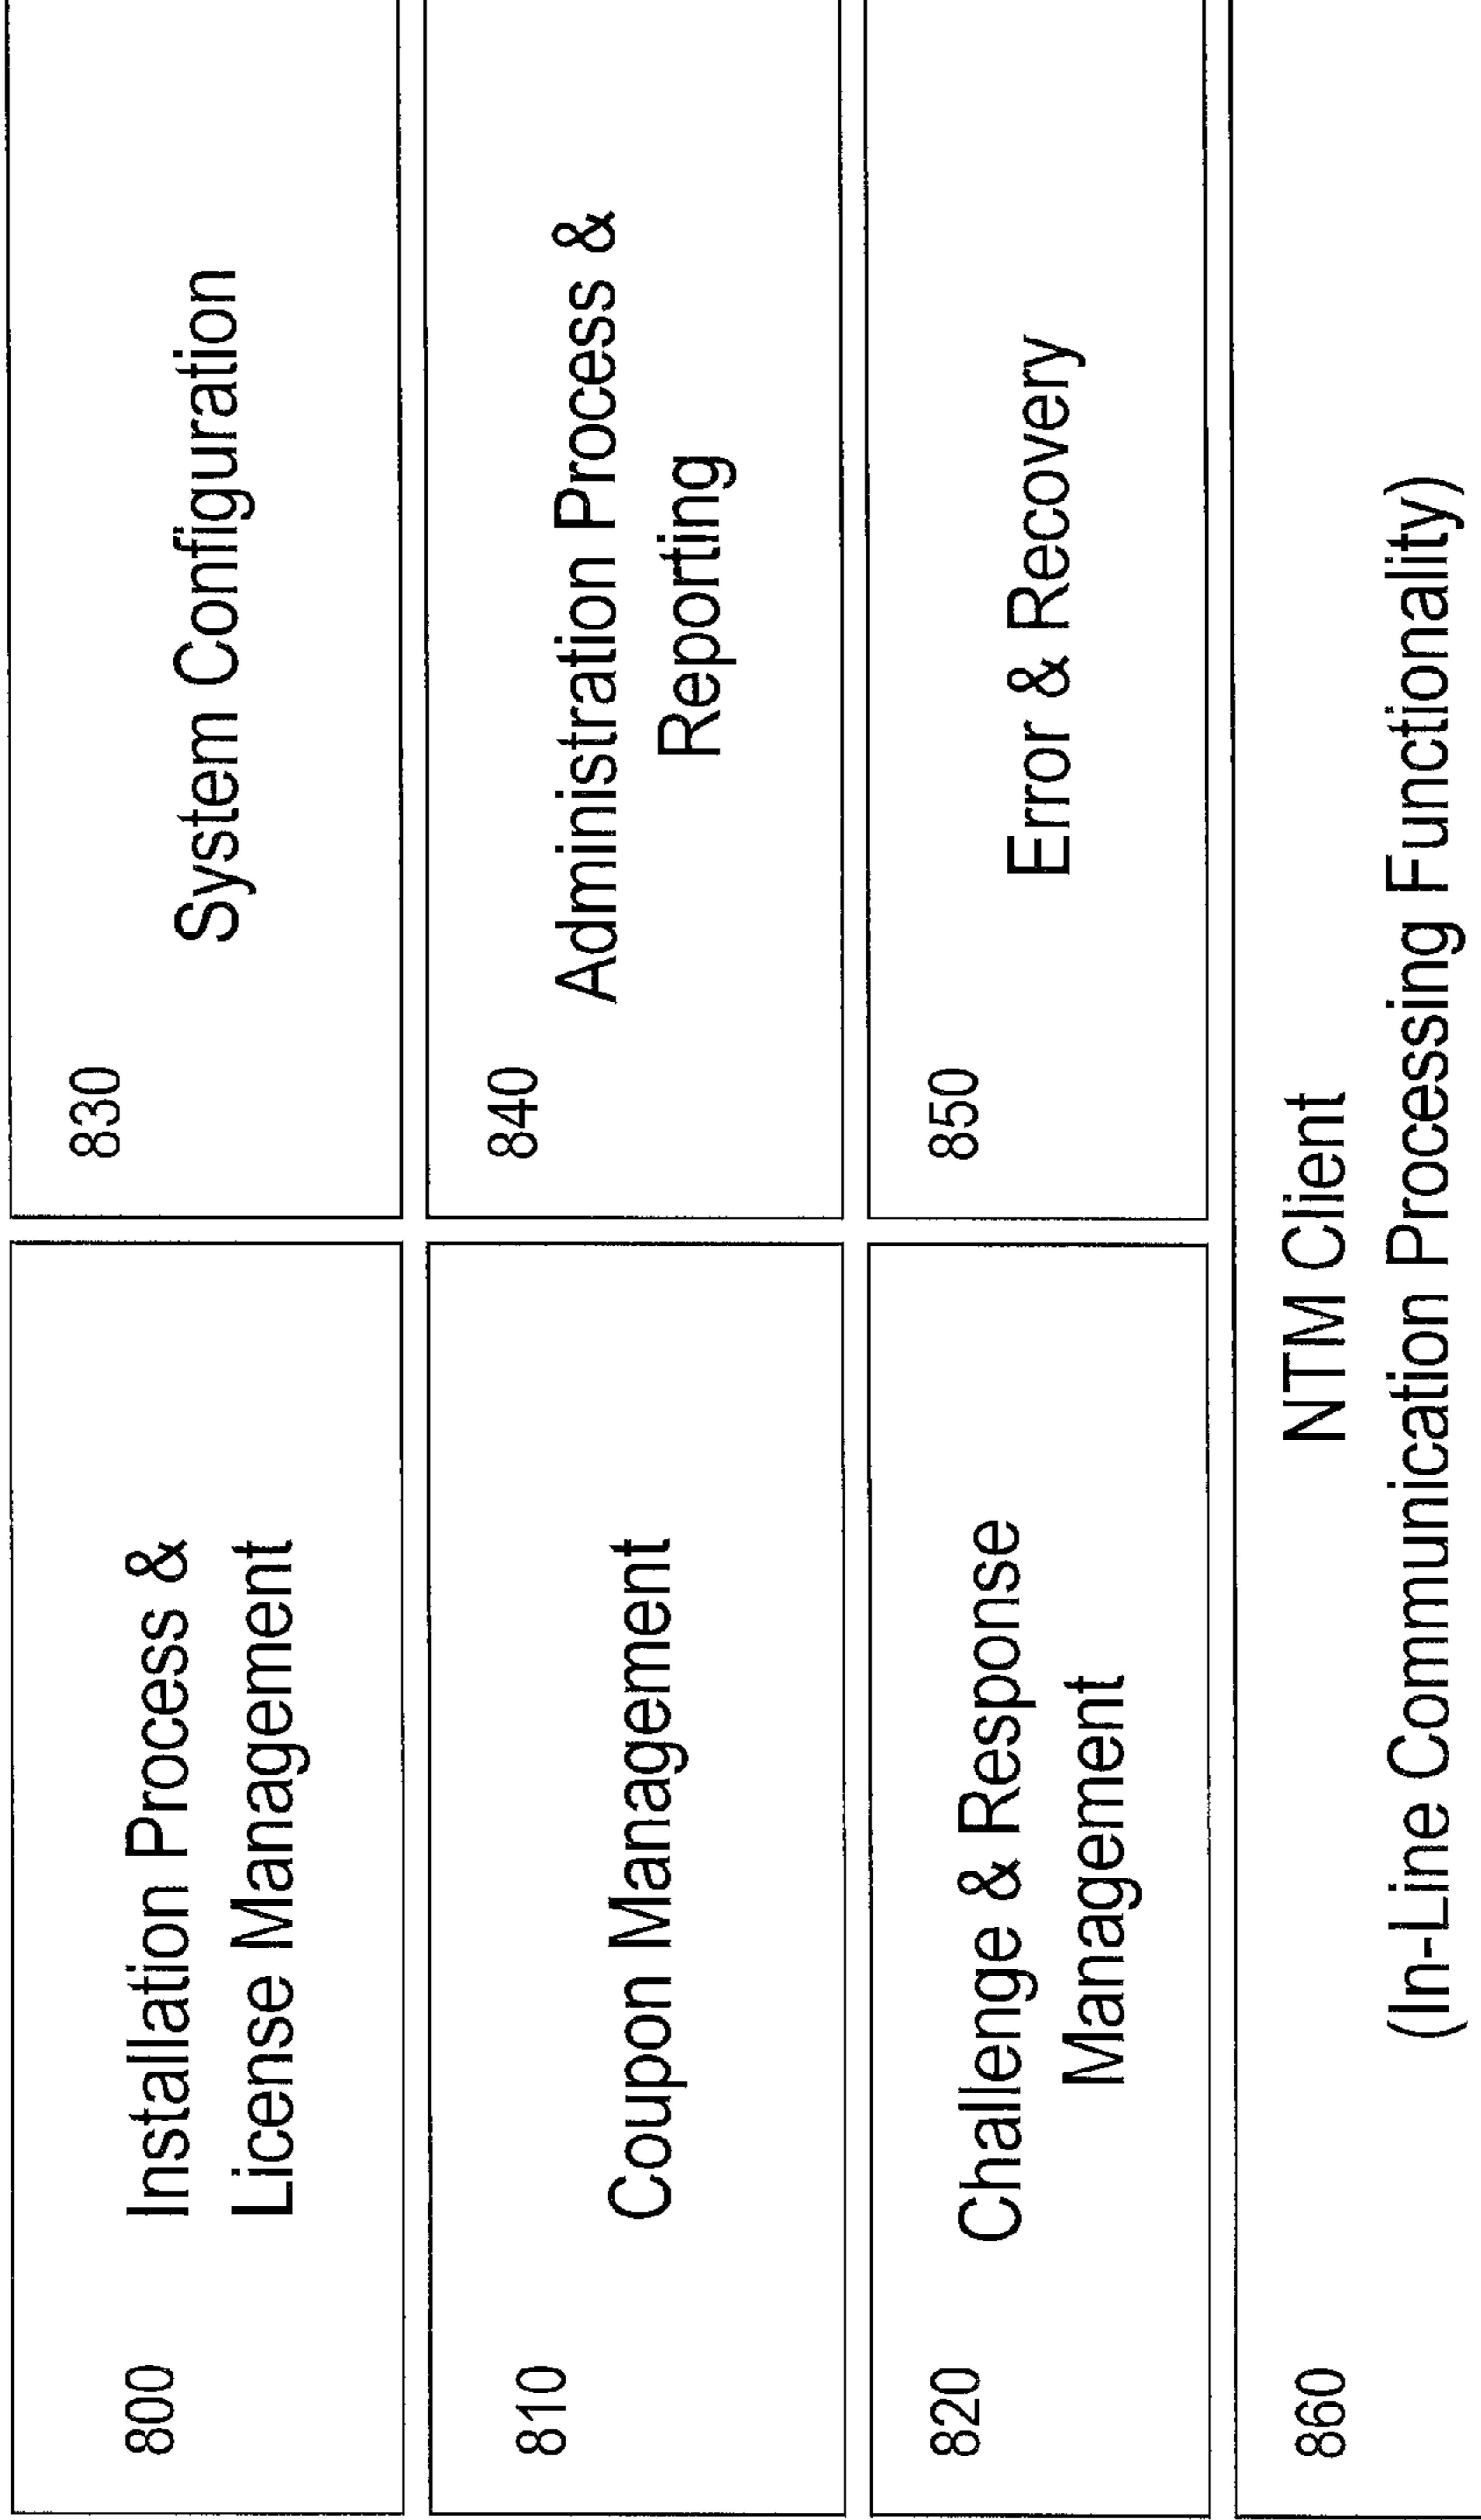 800
Installation Process &
License Management
830
System Configuration
810
Coupon Management
840
Administration Process &
Reporting
820
Challenge & Response
Management
850
Error & Recovery
860
NTM Client
(In-Line Communication Processing Functionality)